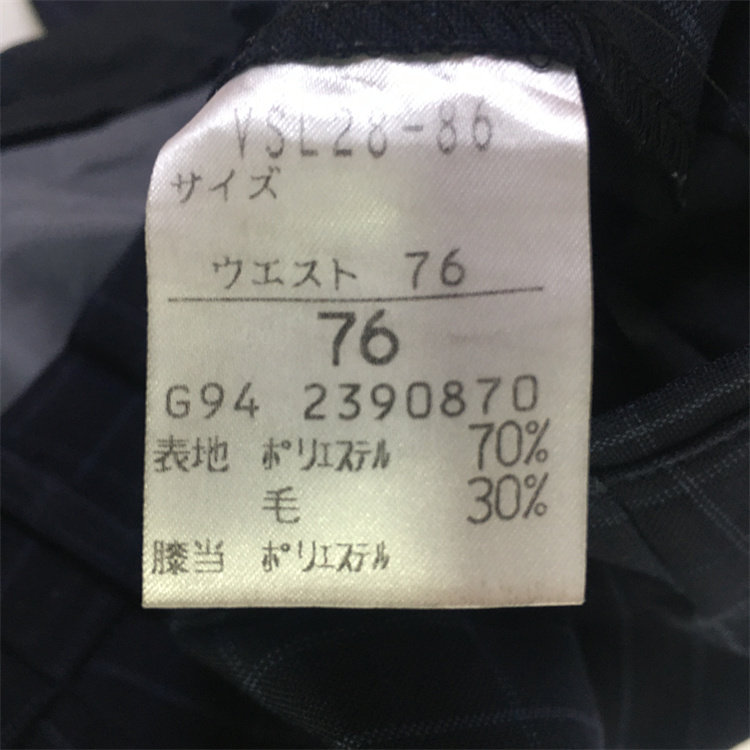 VSL28-86
サイズ
ウエスト 76
76
G94 2390870
表地 ポリエステル 70%
毛 30%
膝当 ポリエステル